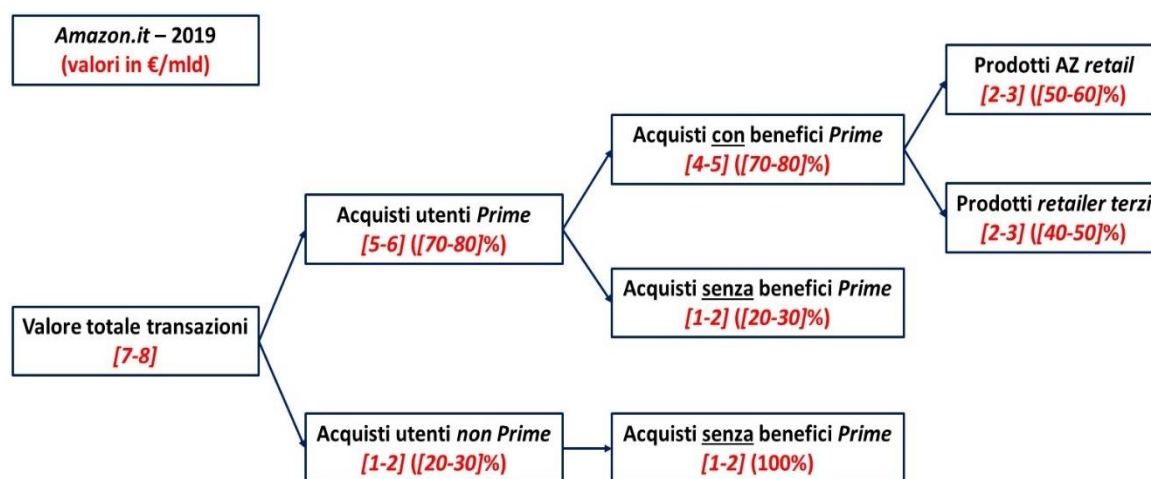 Amazon.it – 2019
(valori in €/mld)
Prodotti AZ retail
[2-3] ([50-60]%)
Acquisti con benefici Prime
[4-5] ([70-80]%)
Prodotti retailer terzi
[2-3] ([40-50]%)
Acquisti utenti Prime
[5-6] ([70-80]%)
Acquisti senza benefici Prime
[1-2] ([20-30]%)
Valore totale transazioni
[7-8]
Acquisti utenti non Prime
[1-2] ([20-30]%)
Acquisti senza benefici Prime
[1-2] (100%)